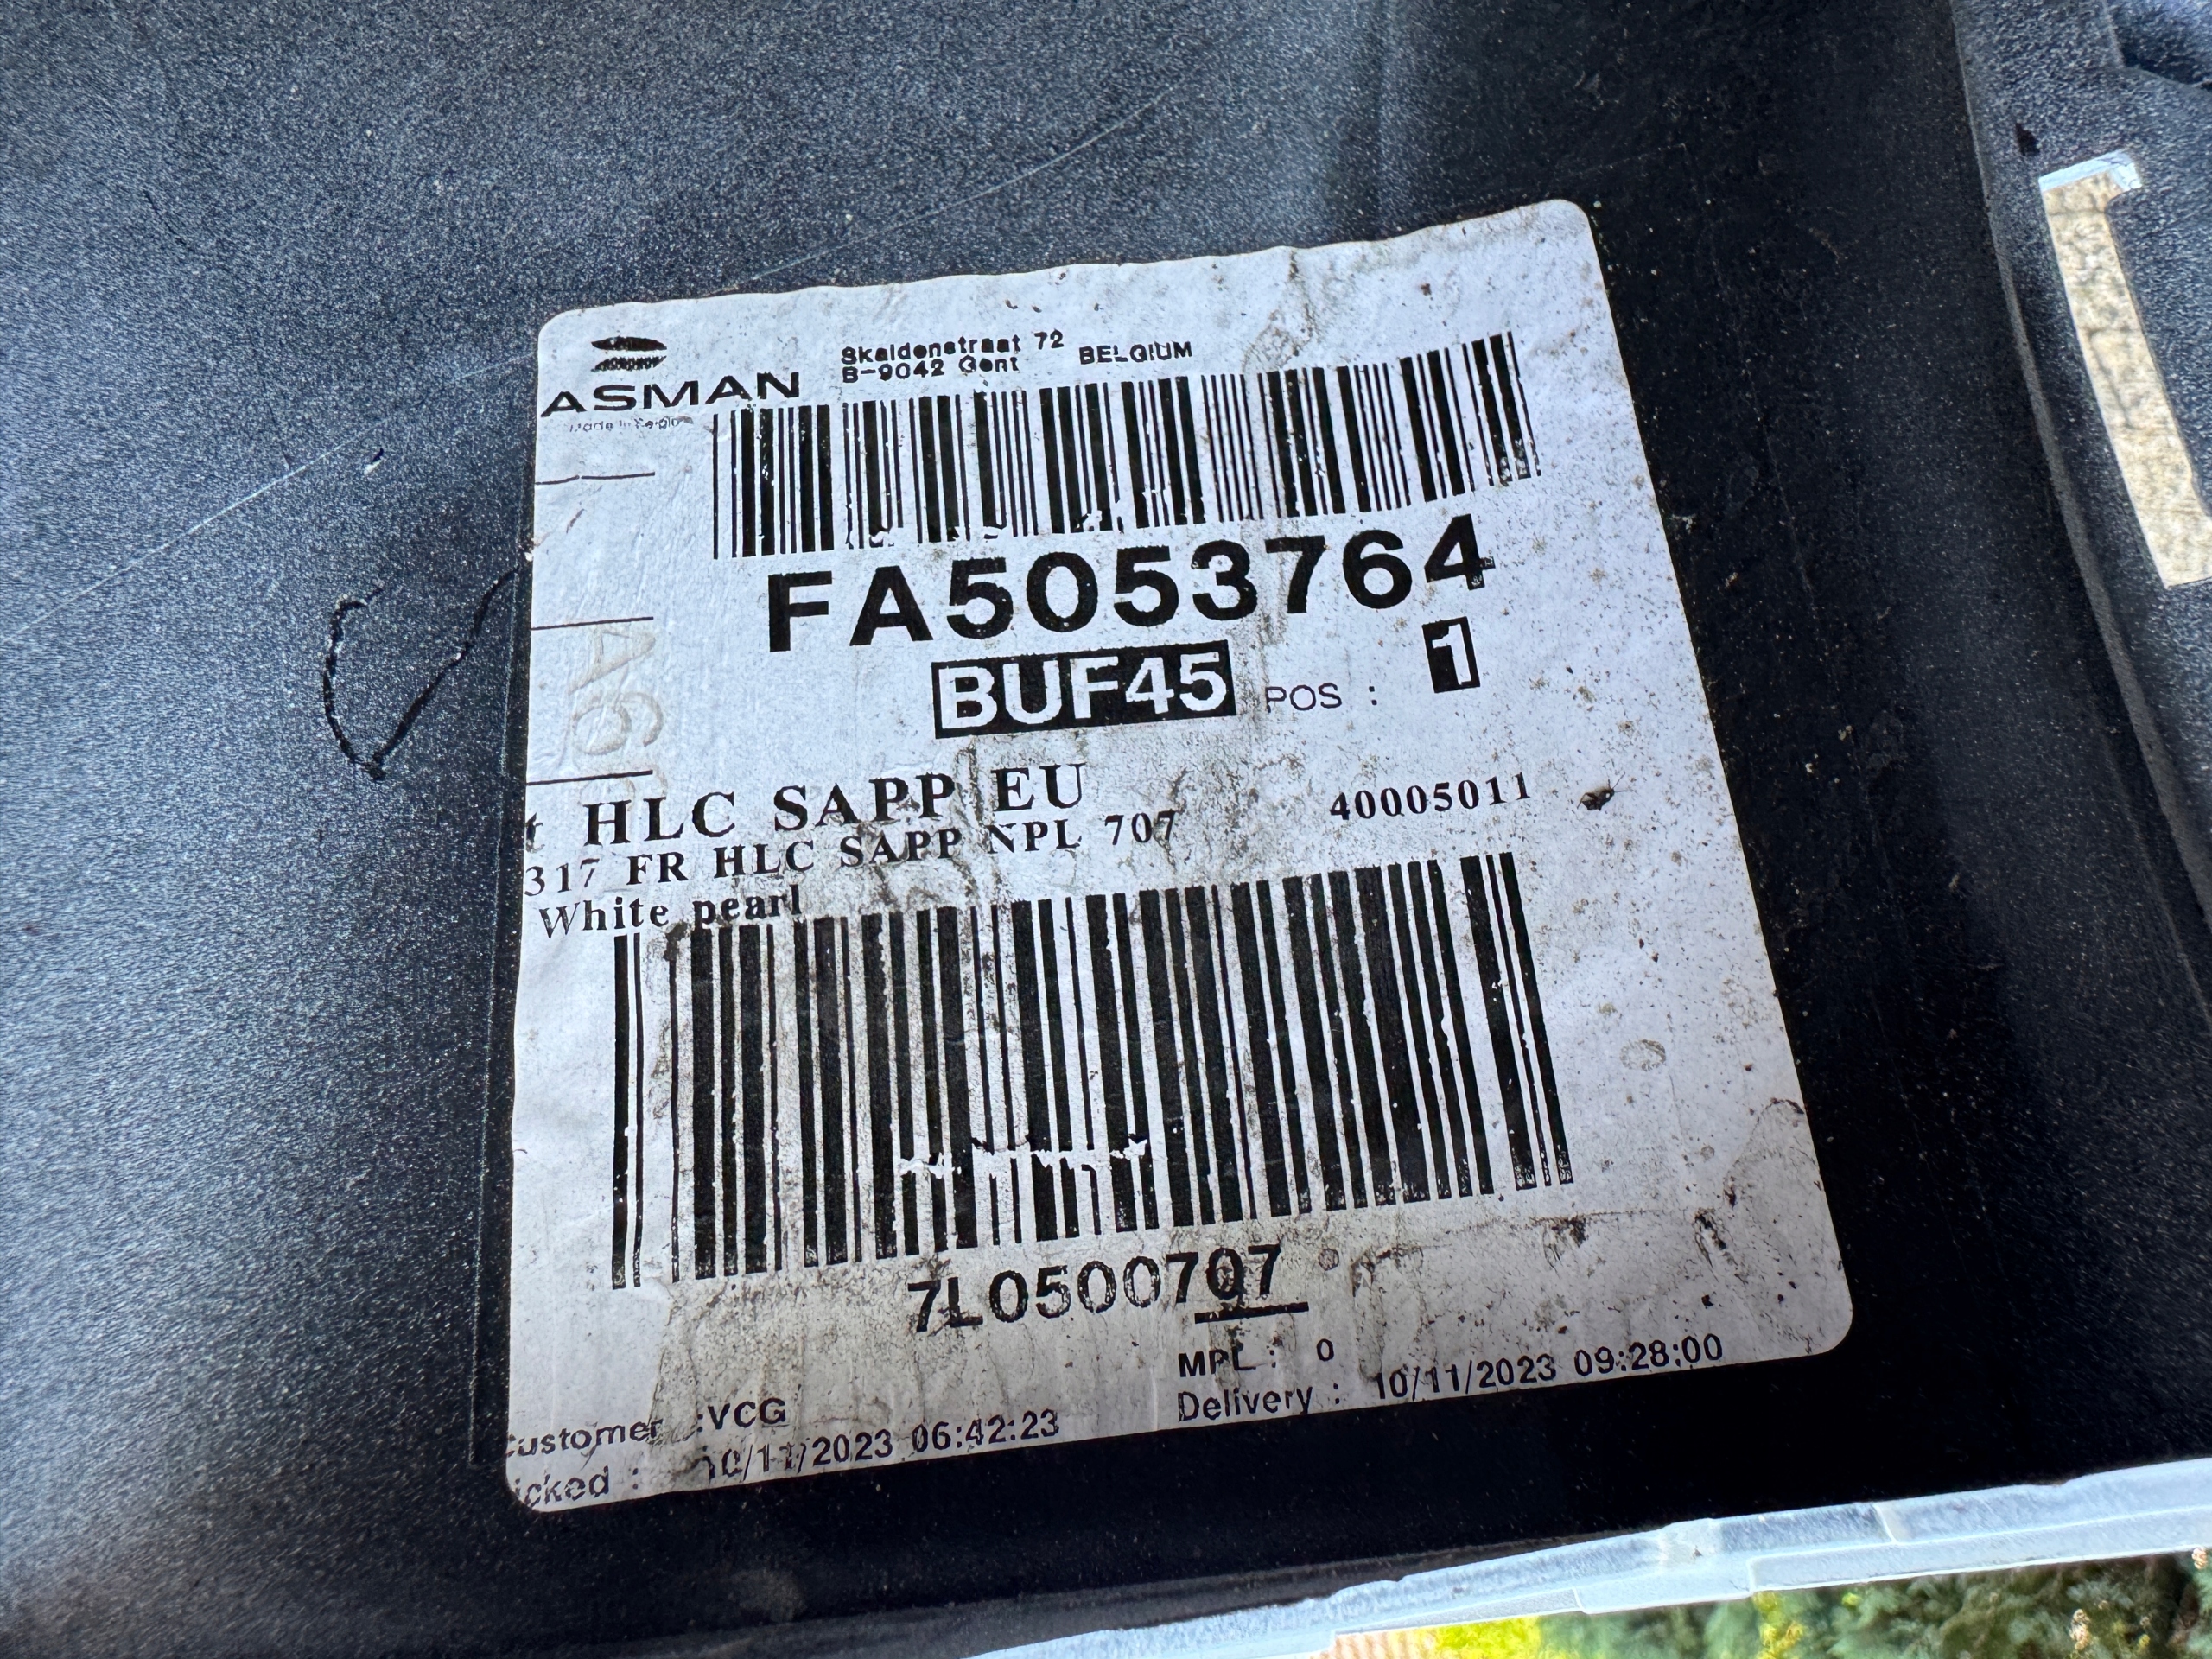 ASMAN
Skaldenstraat 72
B-9042 Gent BELGIUM
FA5053764
BUF45 POS : 1
A6
t HLC SAPP EU
317 FR HLC SAPP NPL 707 40005011
White pearl
7L0500707
MPL : 0
customer :VCG Delivery : 10/11/2023 09:28:00
icked : 10/11/2023 06:42:23